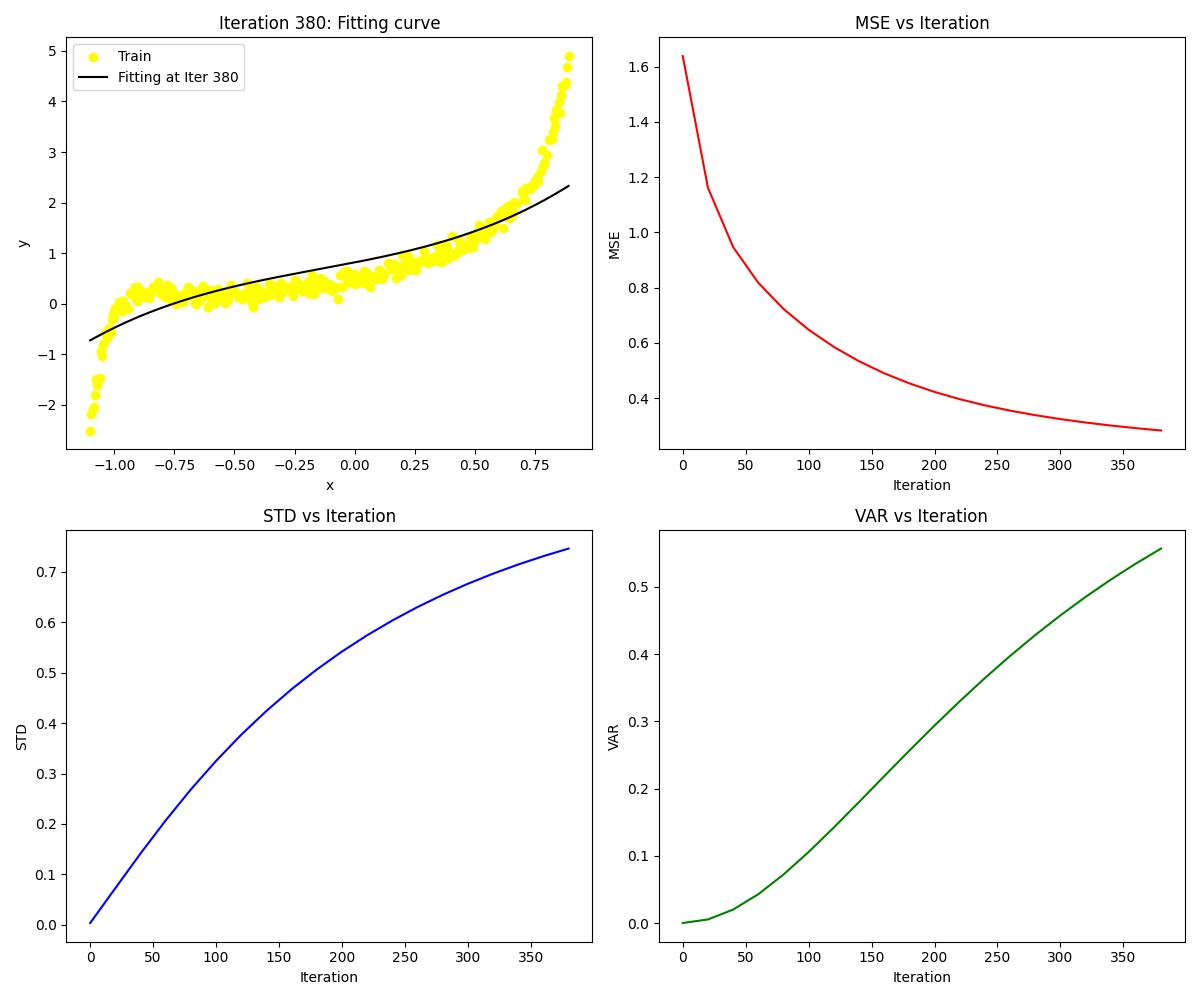 Iteration 380: Fitting curve
Train
Fitting at Iter 380
y
5
4
3
2
1
0
−1
−2
−1.00 −0.75 −0.50 −0.25 0.00 0.25 0.50 0.75
x
MSE vs Iteration
MSE
1.6
1.4
1.2
1.0
0.8
0.6
0.4
0 50 100 150 200 250 300 350
Iteration
STD vs Iteration
STD
0.7
0.6
0.5
0.4
0.3
0.2
0.1
0.0
0 50 100 150 200 250 300 350
Iteration
VAR vs Iteration
VAR
0.5
0.4
0.3
0.2
0.1
0.0
0 50 100 150 200 250 300 350
Iteration